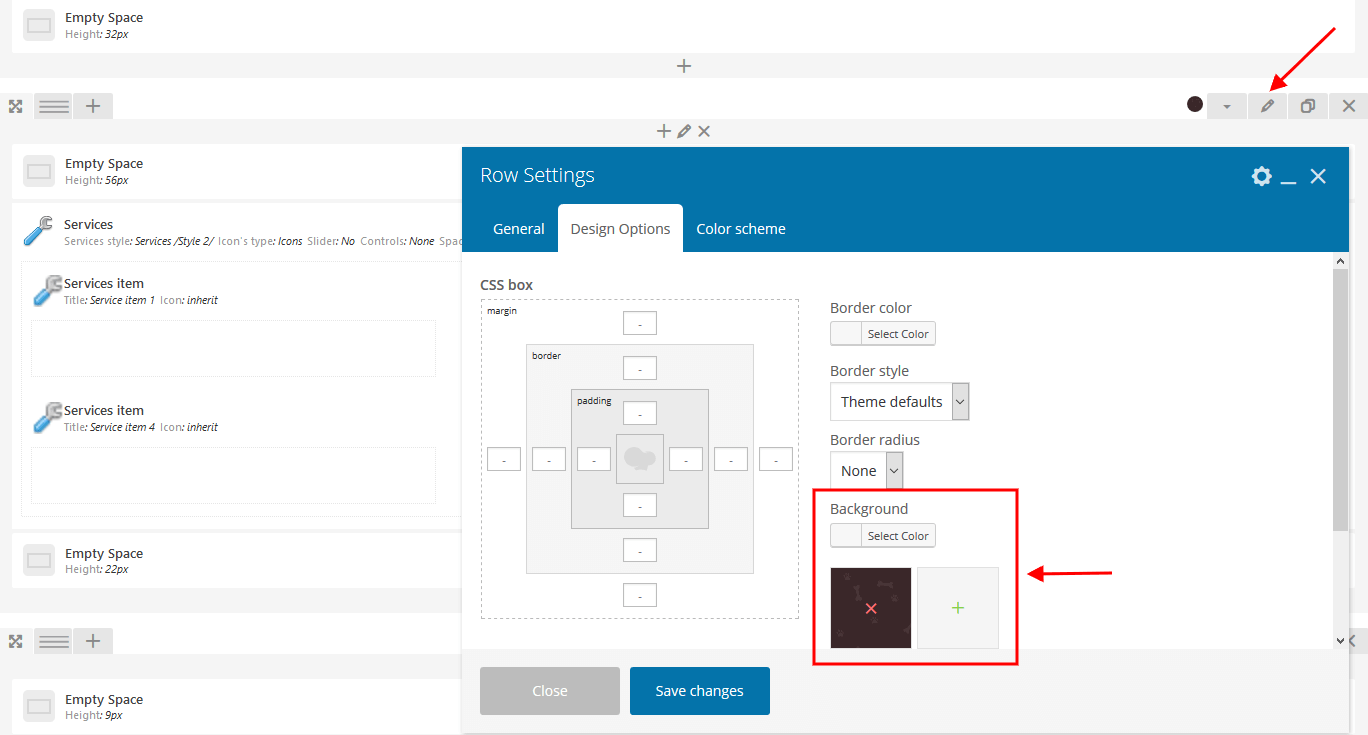 Empty Space
Height: 32px
Empty Space
Height: 56px
Services
Services style: Services /Style 2/ Icon's type: Icons Slider: No Controls: None Spac
Services item
Title: Service item 1 Icon: inherit
Services item
Title: Service item 4 Icon: inherit
Empty Space
Height: 22px
Empty Space
Height: 9px
Row Settings
General
Design Options
Color scheme
CSS box
margin
-
border
-
padding
-
- - - - - -
-
-
-
Border color
Select Color
Border style
Theme defaults
Border radius
None
Background
Select Color
Close
Save changes